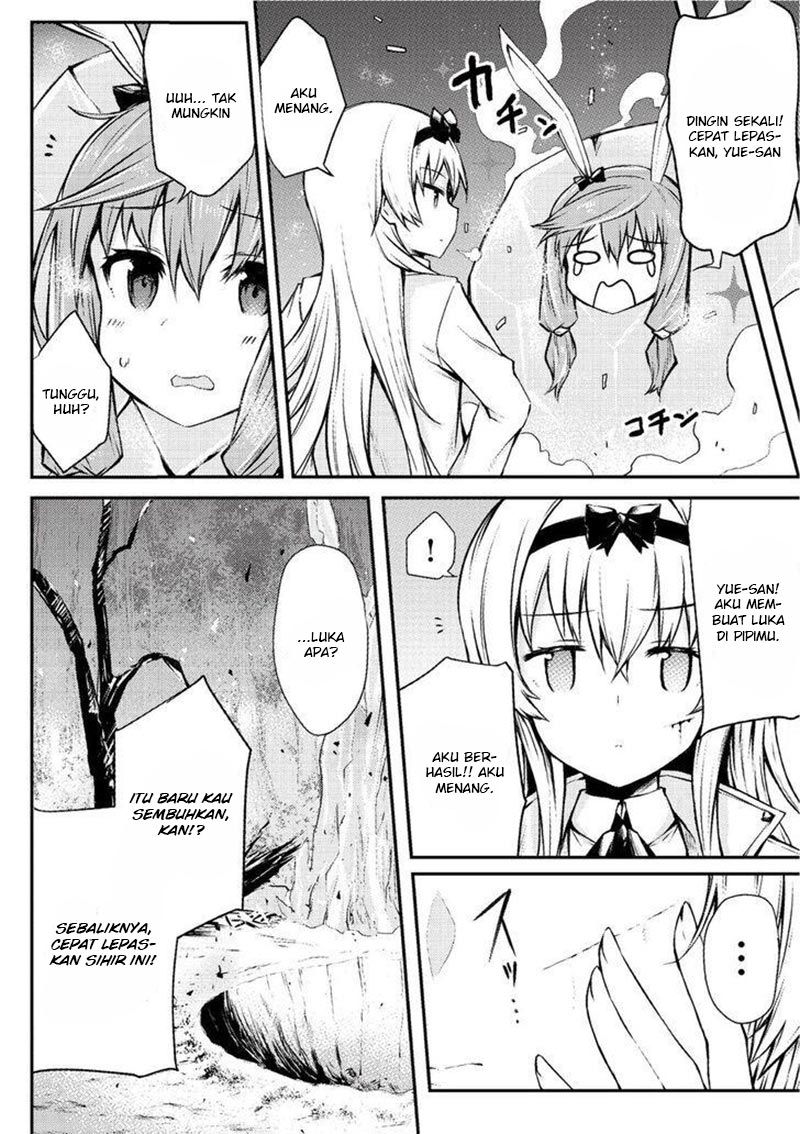 DINGIN SEKALI!
CEPAT LEPAS-
KAN, YUE-SAN
カチン
コチン
AKU
MENANG.
UUH... TAK
MUNGKIN
TUNGGU,
HUH?
YUE-SAN!
AKU MEM-
BUAT LUKA
DI PIPIMU.
!
AKU BER-
HASIL!! AKU
MENANG.
...
スッ
...LUKA
APA?
ITU BARU KAU
SEMBUHKAN,
KAN!?
SEBALIKNYA,
CEPAT LEPAS-
KAN SIHIR INI!